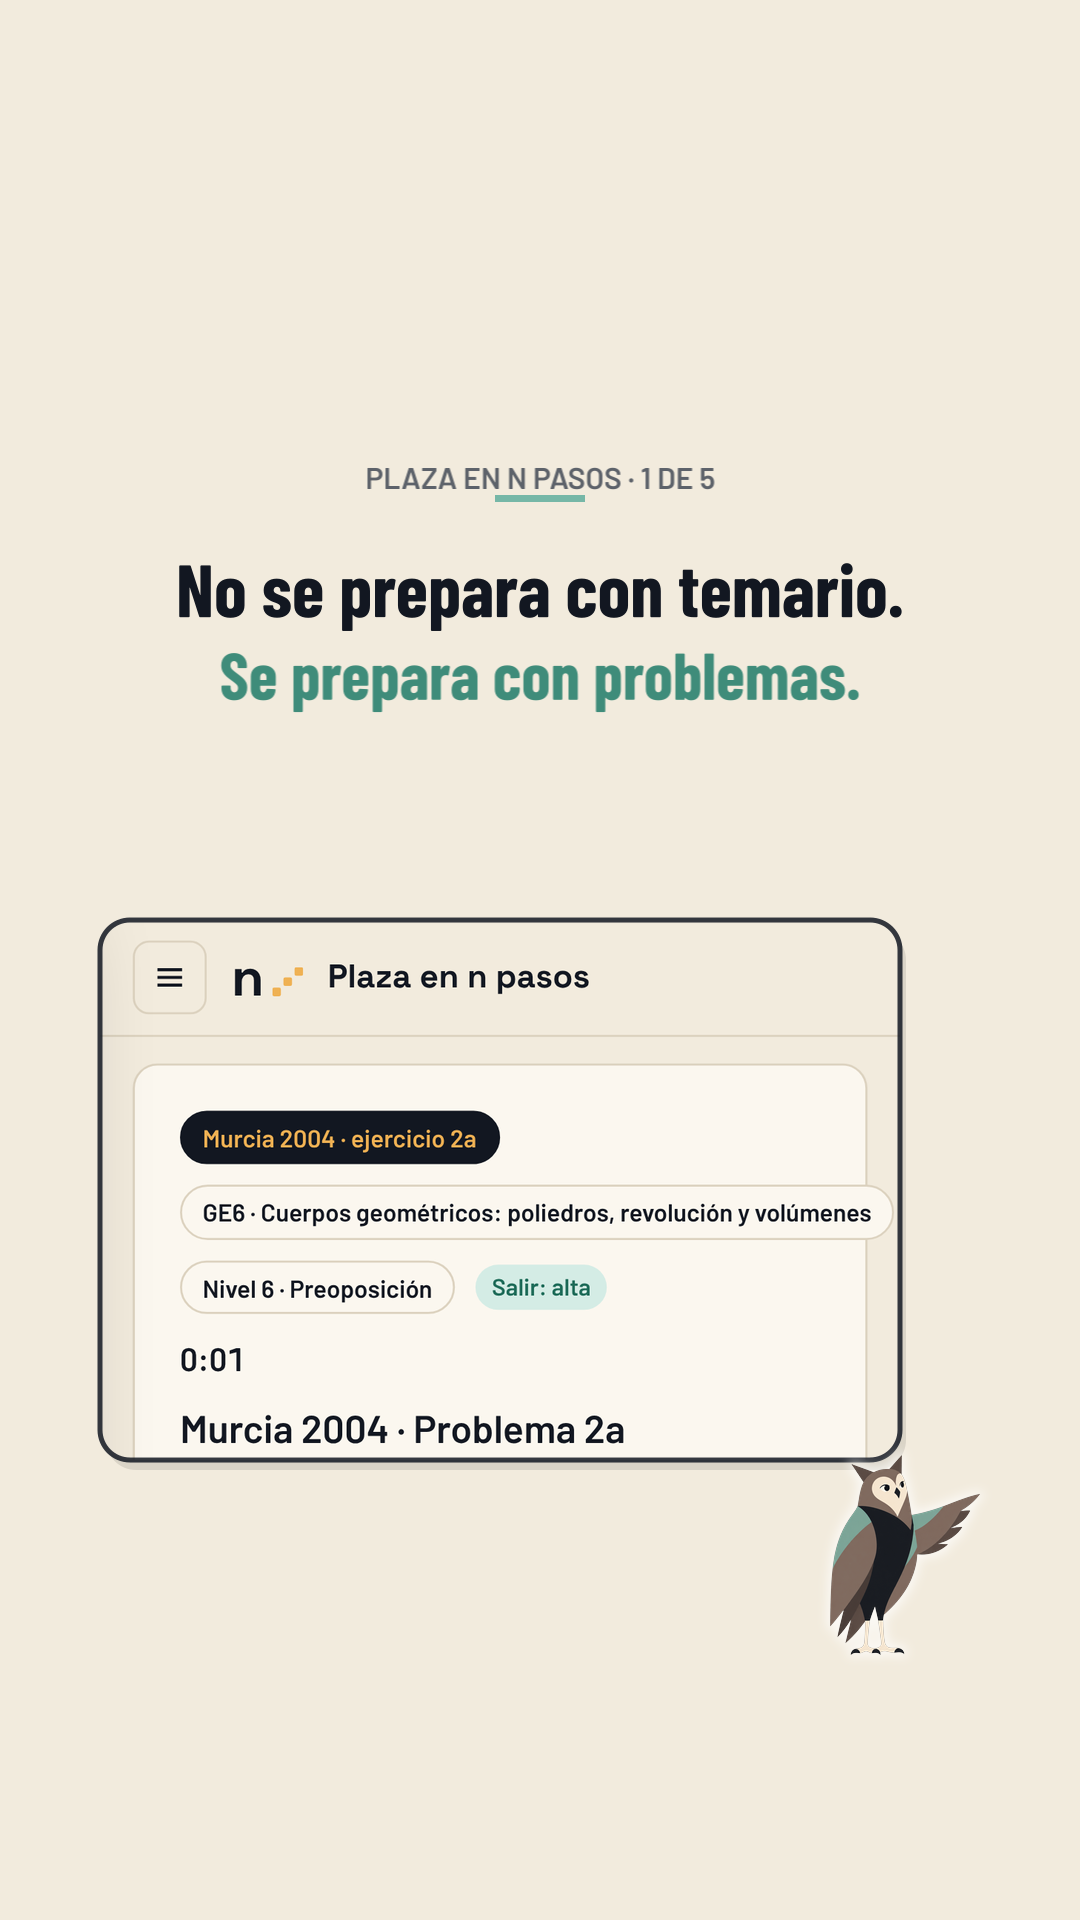 PLAZA EN N PASOS · 1 DE 5
No se prepara con temario.
Se prepara con problemas.
n Plaza en n pasos
Murcia 2004 · ejercicio 2a
GE6 · Cuerpos geométricos: poliedros, revolución y volúmenes
Nivel 6 · Preoposición Salir: alta
0:01
Murcia 2004 · Problema 2a